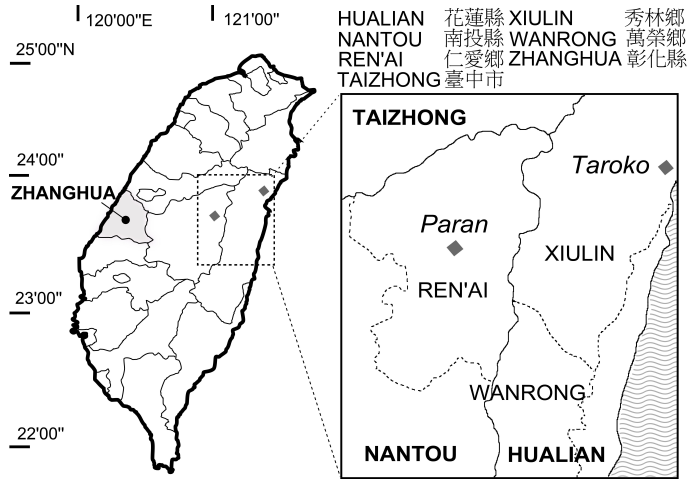 120'00"E
121'00"
25'00"N
24'00"
ZHANGHUA
23'00"
22'00"
HUALIAN 花蓮縣 XIULIN 秀林鄉
NANTOU 南投縣 WANRONG 萬榮鄉
REN'AI 仁愛鄉 ZHANGHUA 彰化縣
TAIZHONG 臺中市
TAIZHONG
Taroko
Paran
XIULIN
REN'AI
WANRONG
NANTOU
HUALIAN